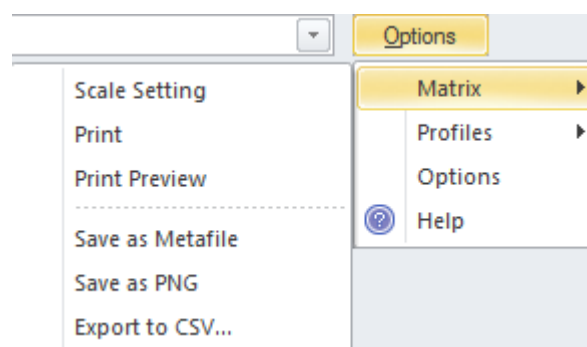 Options
Scale Setting
Print
Print Preview
Save as Metafile
Save as PNG
Export to CSV...
Matrix
Profiles
Options
Help